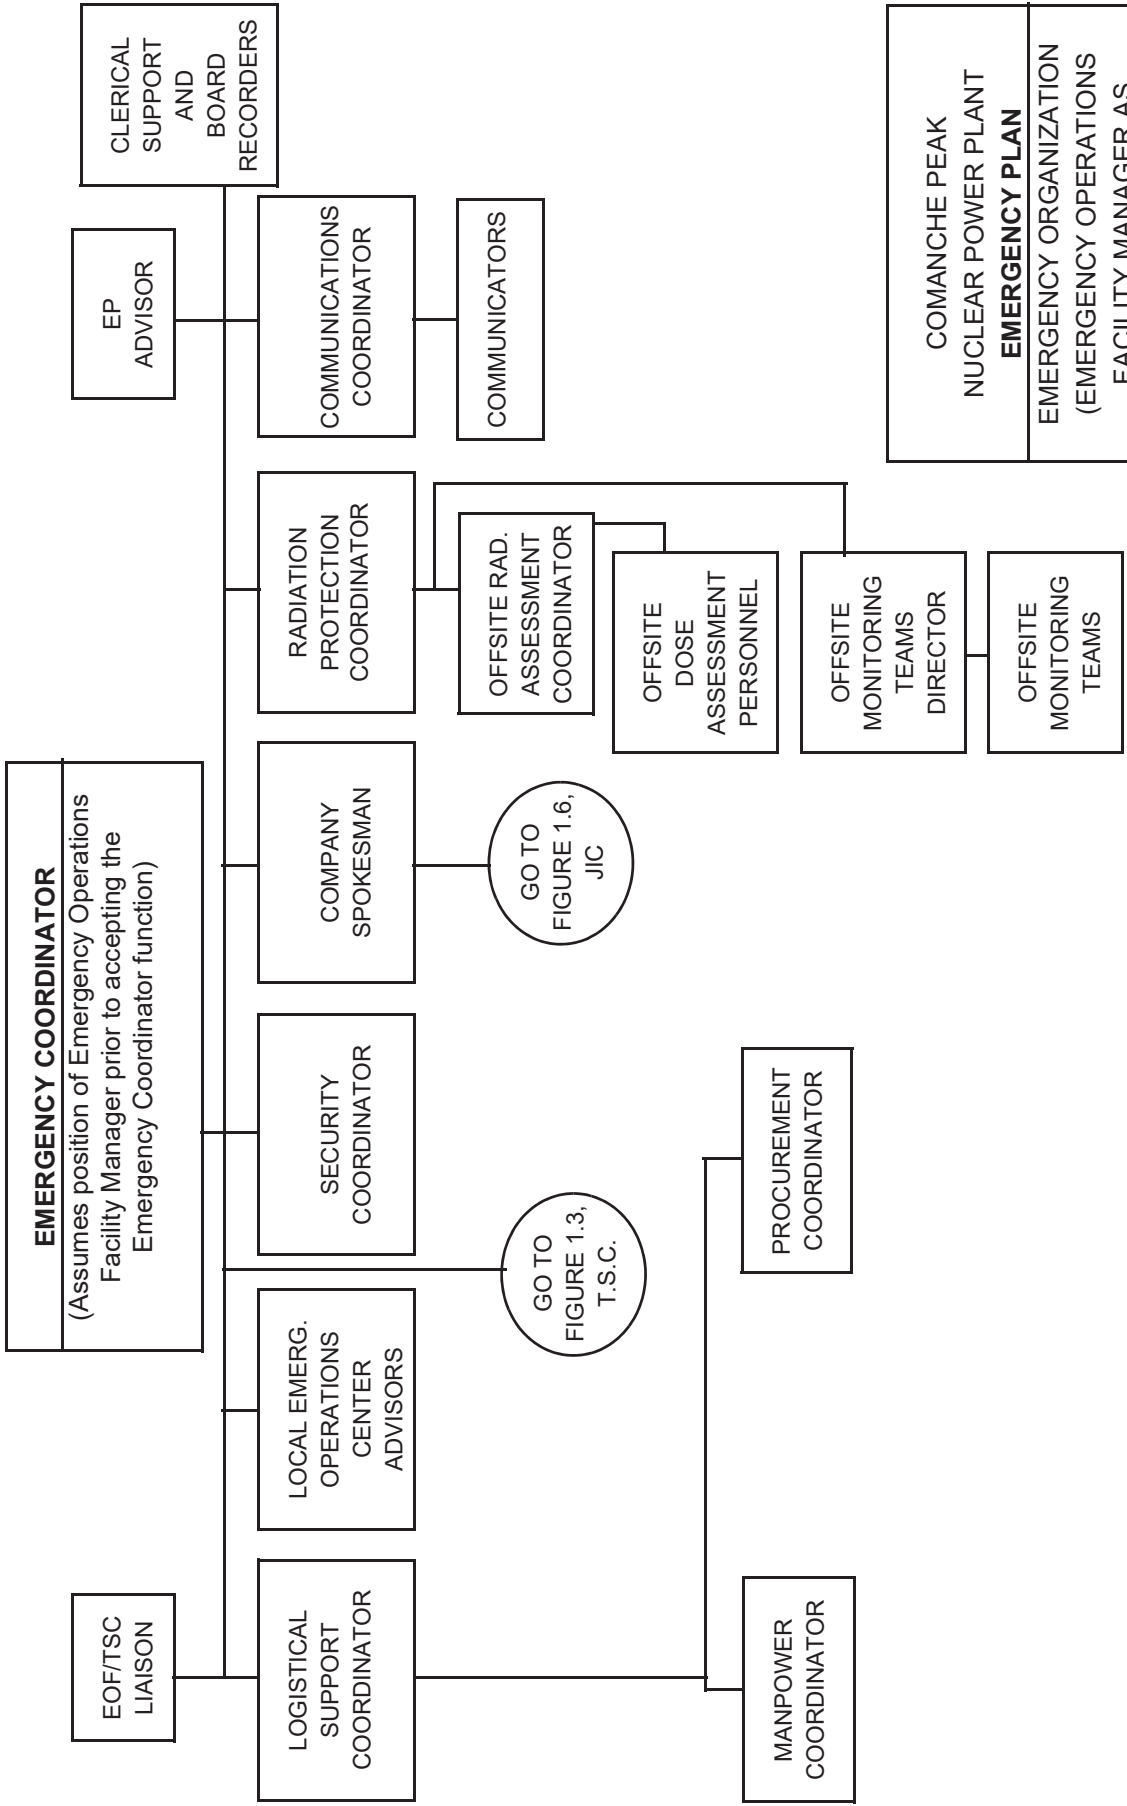 EMERGENCY COORDINATOR
(Assumes position of Emergency Operations
Facility Manager prior to accepting the
Emergency Coordinator function)
EOF/TSC
LIAISON
EP
ADVISOR
CLERICAL
SUPPORT
AND
BOARD
RECORDERS
LOGISTICAL
SUPPORT
COORDINATOR
LOCAL EMERG.
OPERATIONS
CENTER
ADVISORS
SECURITY
COORDINATOR
COMPANY
SPOKESMAN
RADIATION
PROTECTION
COORDINATOR
COMMUNICATIONS
COORDINATOR
GO TO
FIGURE 1.3,
T.S.C.
GO TO
FIGURE 1.6,
JIC
OFFSITE RAD.
ASSESSMENT
COORDINATOR
COMMUNICATORS
OFFSITE
DOSE
ASSESSMENT
PERSONNEL
MANPOWER
COORDINATOR
PROCUREMENT
COORDINATOR
OFFSITE
MONITORING
TEAMS
DIRECTOR
OFFSITE
MONITORING
TEAMS
COMANCHE PEAK
NUCLEAR POWER PLANT
EMERGENCY PLAN
EMERGENCY ORGANIZATION
(EMERGENCY OPERATIONS
FACILITY MANAGER AS